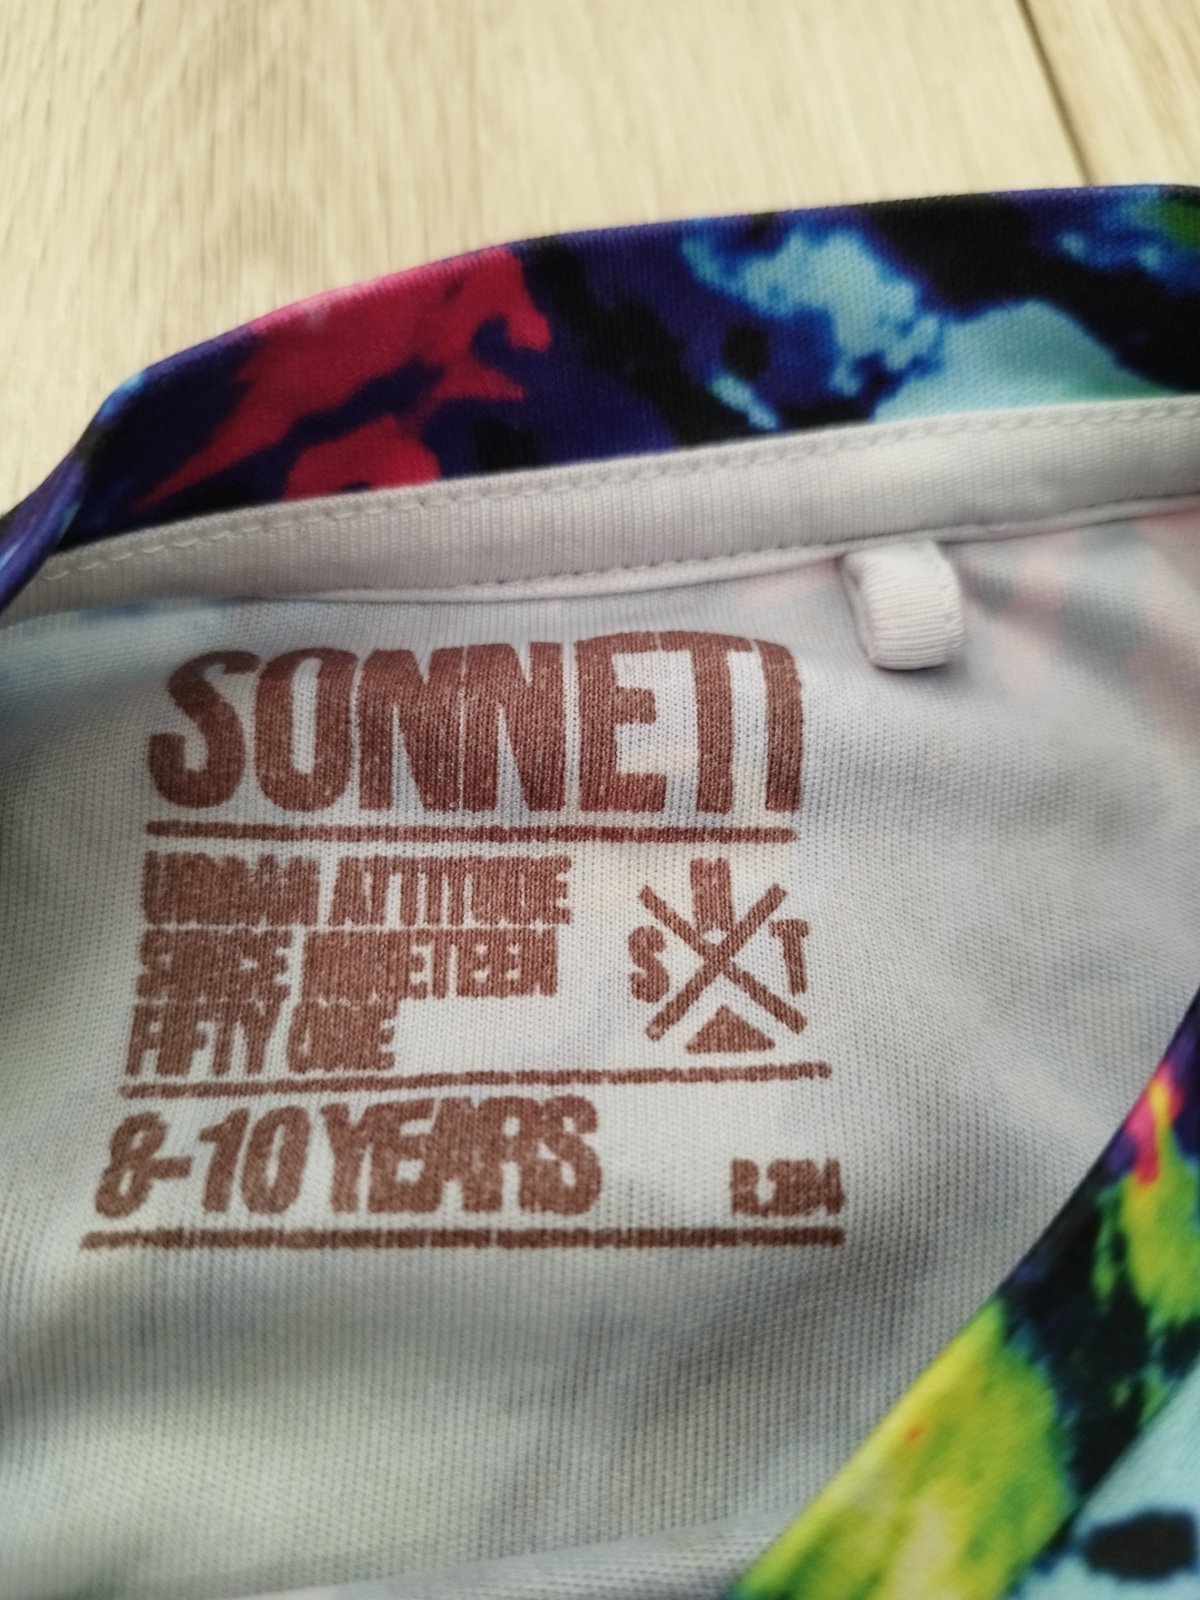 SONNETI
URBAN ATTITUDE
SINCE NINETEEN
FIFTY ONE
S T
8-10 YEARS